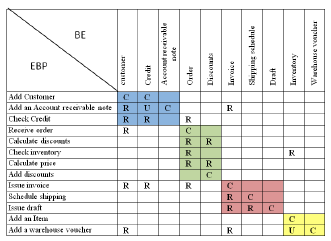 BE
EBP
customer
Credit
Account receivable note
Order
Discounts
Invoice
Shipping schedule
Draft
Inventory
Warehouse voucher
Add Customer C C
Add an Account receivable note R U C R
Check Credit R R R
Receive order R C
Calculate discounts R R
Check inventory R R
Calculate price R R
Add discounts C
Issue invoice R R R C
Schedule shipping R C
Issue draft R R C
Add an Item C
Add a warehouse voucher R R U C